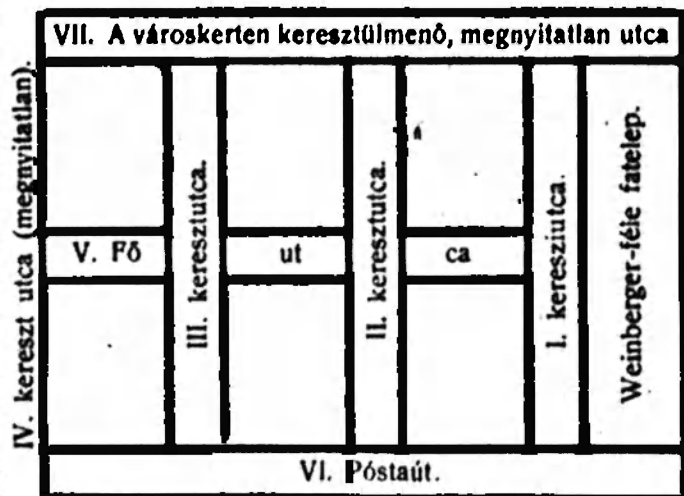 VII. A városkerten keresztülmenő, megnyitatlan utca
IV. kereszt utca (megnyitatlan).
V. Fő
III. keresztutca.
ut
II. keresztutca.
ca
I. keresztutca.
Weinberger-féle fatelep.
VI. Póstaút.